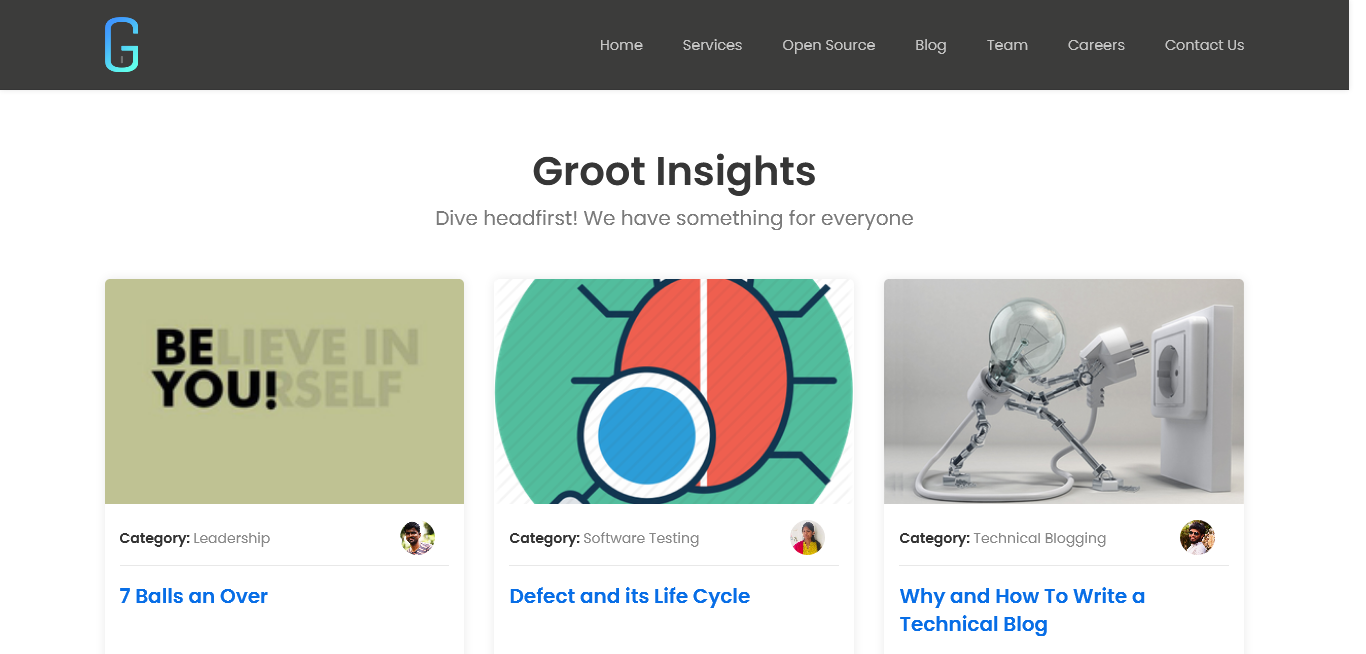 G
Home Services Open Source Blog Team Careers Contact Us
Groot Insights
Dive headfirst! We have something for everyone
BELIEVE IN
YOU!RSELF
Category: Leadership
7 Balls an Over
Category: Software Testing
Defect and its Life Cycle
Category: Technical Blogging
Why and How To Write a
Technical Blog